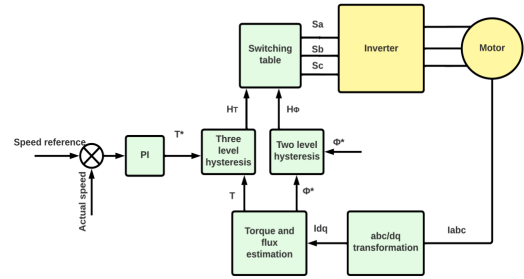 Sa
Sb
Sc
Switching
table
Inverter
Motor
HT
HΦ
Speed reference
Actual speed
PI
T*
Three
level
hysteresis
Two level
hysteresis
Φ*
T
Φ*
Torque and
flux
estimation
Idq
abc/dq
transformation
Iabc